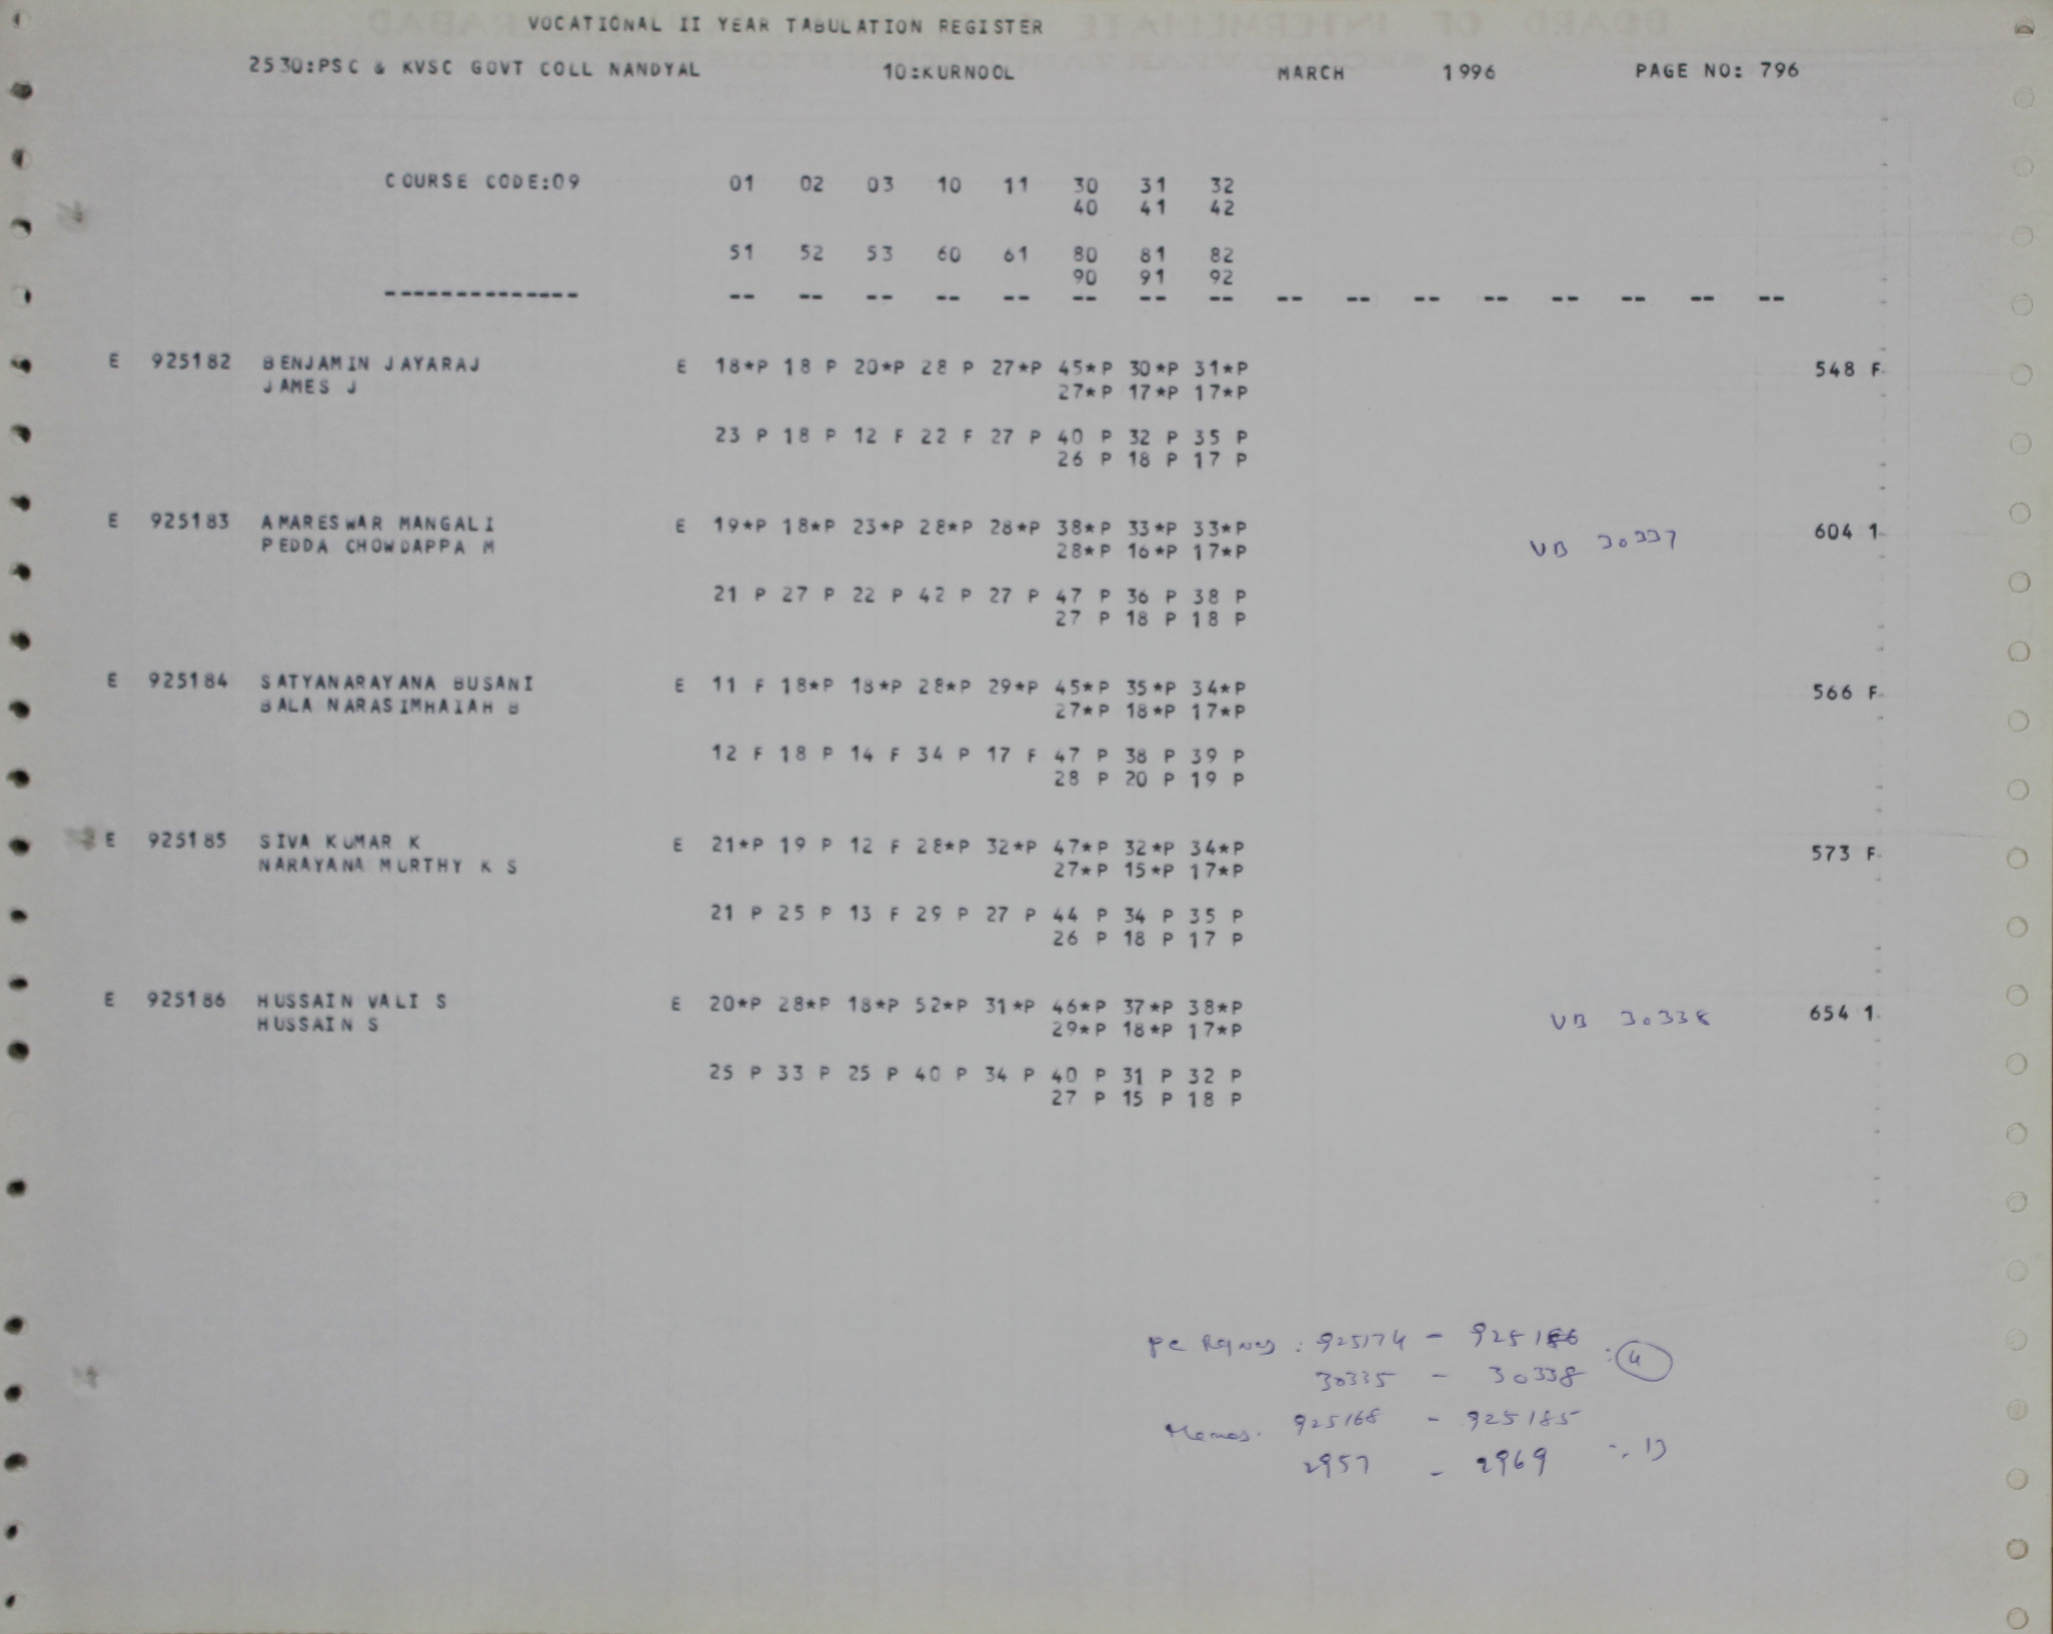 VOCATIONAL II YEAR TABULATION REGISTER
2530:PSC & KVSC GOVT COLL NANDYAL 10:KURNOOL MARCH 1996 PAGE NO: 796
COURSE CODE:09 01 02 03 10 11 30 31 32
40 41 42
51 52 53 60 61 80 81 82
90 91 92
-------------- -- -- -- -- -- -- -- -- -- -- -- -- -- -- -- --
E 925182 BENJAMIN JAYARAJ E 18*P 18 P 20*P 28 P 27*P 45*P 30*P 31*P 548 F
JAMES J 27*P 17*P 17*P
23 P 18 P 12 F 22 F 27 P 40 P 32 P 35 P
26 P 18 P 17 P
E 925183 AMARESWAR MANGALI E 19*P 18*P 23*P 28*P 28*P 38*P 33*P 33*P VB 30337 604 1
PEDDA CHOWDAPPA M 28*P 16*P 17*P
21 P 27 P 22 P 42 P 27 P 47 P 36 P 38 P
27 P 18 P 18 P
E 925184 SATYANARAYANA BUSANI E 11 F 18*P 18*P 28*P 29*P 45*P 35*P 34*P 566 F
BALA NARASIMHAIAH B 27*P 18*P 17*P
12 F 18 P 14 F 34 P 17 F 47 P 38 P 39 P
28 P 20 P 19 P
E 925185 SIVA KUMAR K E 21*P 19 P 12 F 28*P 32*P 47*P 32*P 34*P 573 F
NARAYANA MURTHY K S 27*P 15*P 17*P
21 P 25 P 13 F 29 P 27 P 44 P 34 P 35 P
26 P 18 P 17 P
E 925186 HUSSAIN VALI S E 20*P 28*P 18*P 52*P 31*P 46*P 37*P 38*P VB 30338 654 1
HUSSAIN S 29*P 18*P 17*P
25 P 33 P 25 P 40 P 34 P 40 P 31 P 32 P
27 P 15 P 18 P
PC : 925174 - 925186 : 4
30335 - 30338
Memos. 925168 - 925185
2957 - 2969 : 13